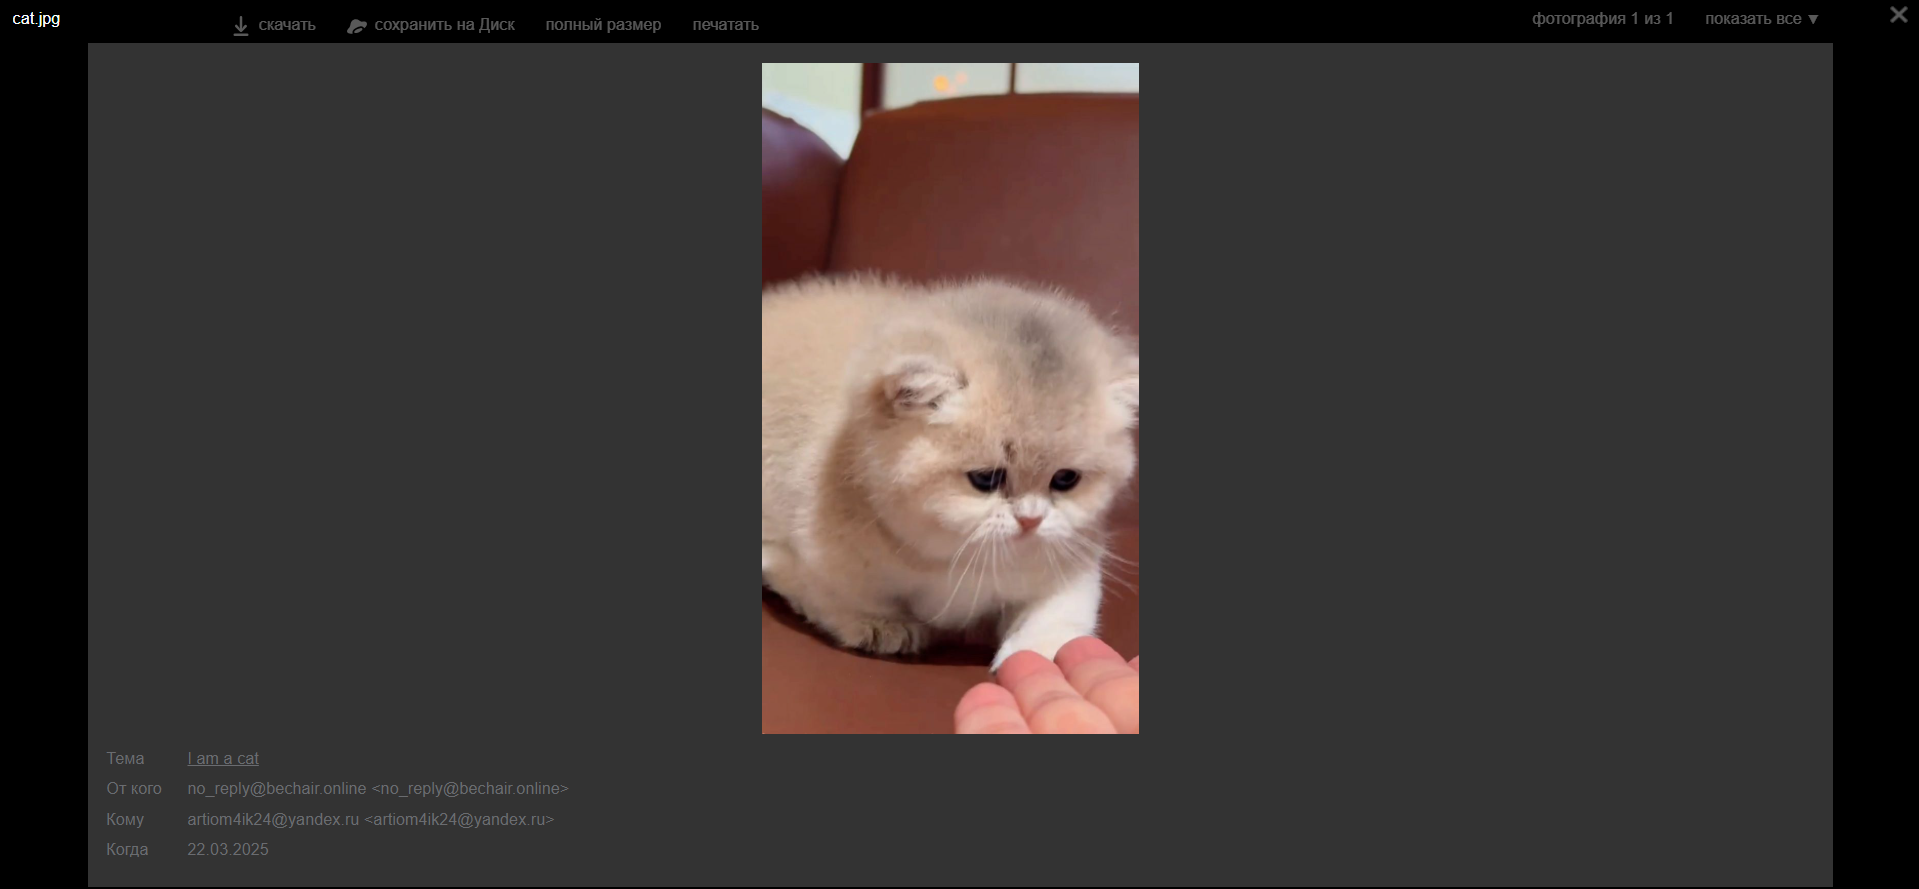 cat.jpg
скачать сохранить на Диск полный размер печатать
фотография 1 из 1 показать все ▼
Тема I am a cat
От кого no_reply@bechair.online <no_reply@bechair.online>
Кому artiom4ik24@yandex.ru <artiom4ik24@yandex.ru>
Когда 22.03.2025